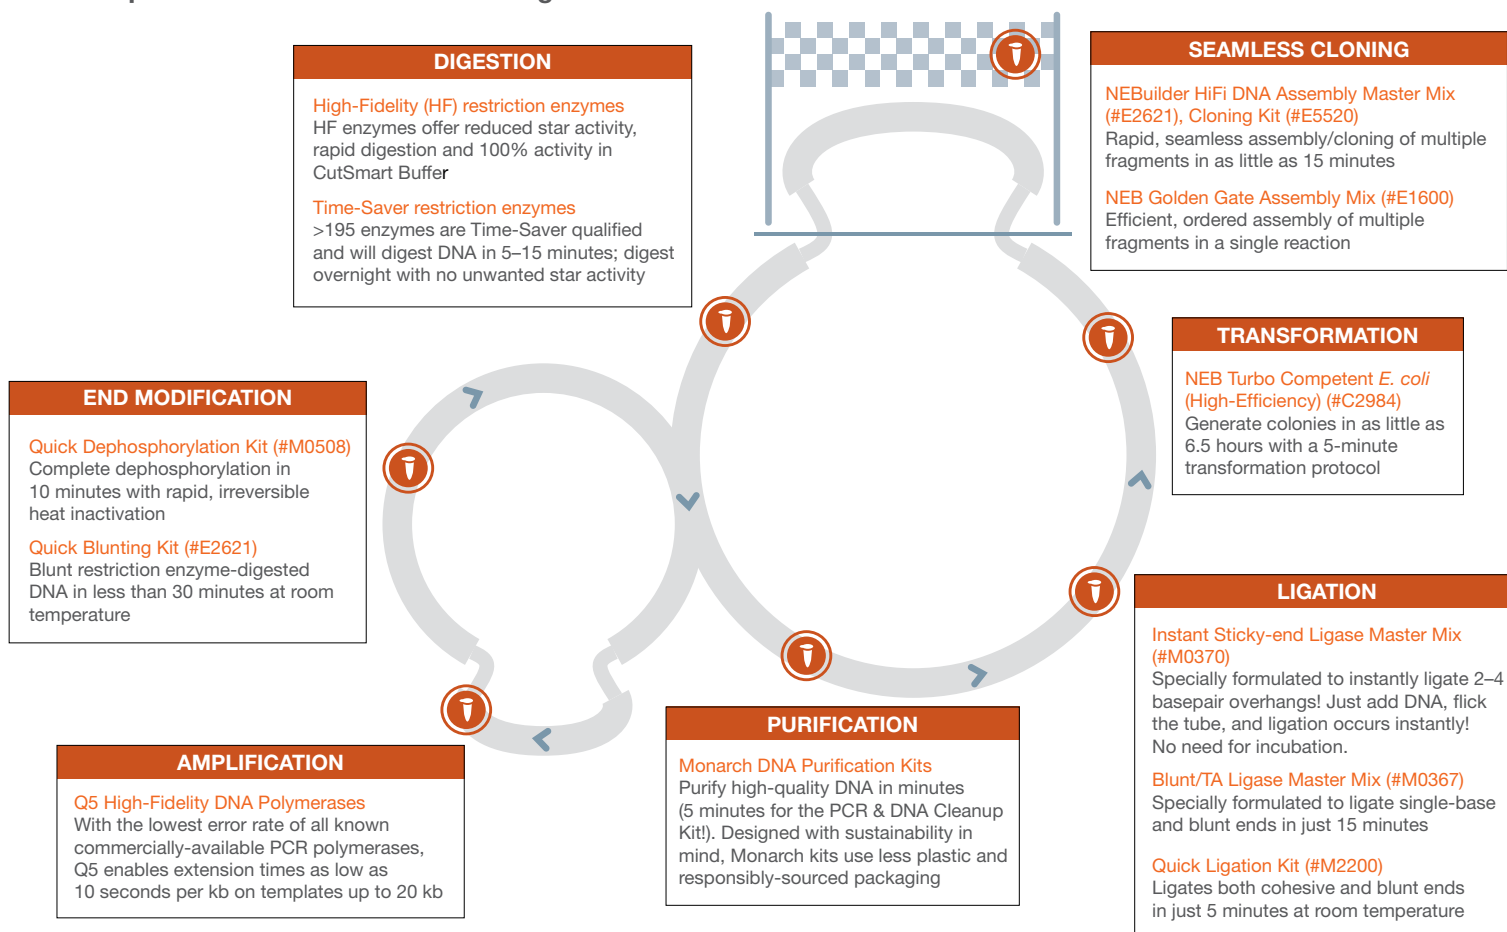 DIGESTION
High-Fidelity (HF) restriction enzymes
HF enzymes offer reduced star activity,
rapid digestion and 100% activity in
CutSmart Buffer
Time-Saver restriction enzymes
>195 enzymes are Time-Saver qualified
and will digest DNA in 5–15 minutes; digest
overnight with no unwanted star activity
SEAMLESS CLONING
NEBuilder HiFi DNA Assembly Master Mix
(#E2621), Cloning Kit (#E5520)
Rapid, seamless assembly/cloning of multiple
fragments in as little as 15 minutes
NEB Golden Gate Assembly Mix (#E1600)
Efficient, ordered assembly of multiple
fragments in a single reaction
TRANSFORMATION
NEB Turbo Competent E. coli
(High-Efficiency) (#C2984)
Generate colonies in as little as
6.5 hours with a 5-minute
transformation protocol
END MODIFICATION
Quick Dephosphorylation Kit (#M0508)
Complete dephosphorylation in
10 minutes with rapid, irreversible
heat inactivation
Quick Blunting Kit (#E2621)
Blunt restriction enzyme-digested
DNA in less than 30 minutes at room
temperature
LIGATION
Instant Sticky-end Ligase Master Mix
(#M0370)
Specially formulated to instantly ligate 2–4
basepair overhangs! Just add DNA, flick
the tube, and ligation occurs instantly!
No need for incubation.
Blunt/TA Ligase Master Mix (#M0367)
Specially formulated to ligate single-base
and blunt ends in just 15 minutes
Quick Ligation Kit (#M2200)
Ligates both cohesive and blunt ends
in just 5 minutes at room temperature
PURIFICATION
Monarch DNA Purification Kits
Purify high-quality DNA in minutes
(5 minutes for the PCR & DNA Cleanup
Kit!). Designed with sustainability in
mind, Monarch kits use less plastic and
responsibly-sourced packaging
AMPLIFICATION
Q5 High-Fidelity DNA Polymerases
With the lowest error rate of all known
commercially-available PCR polymerases,
Q5 enables extension times as low as
10 seconds per kb on templates up to 20 kb